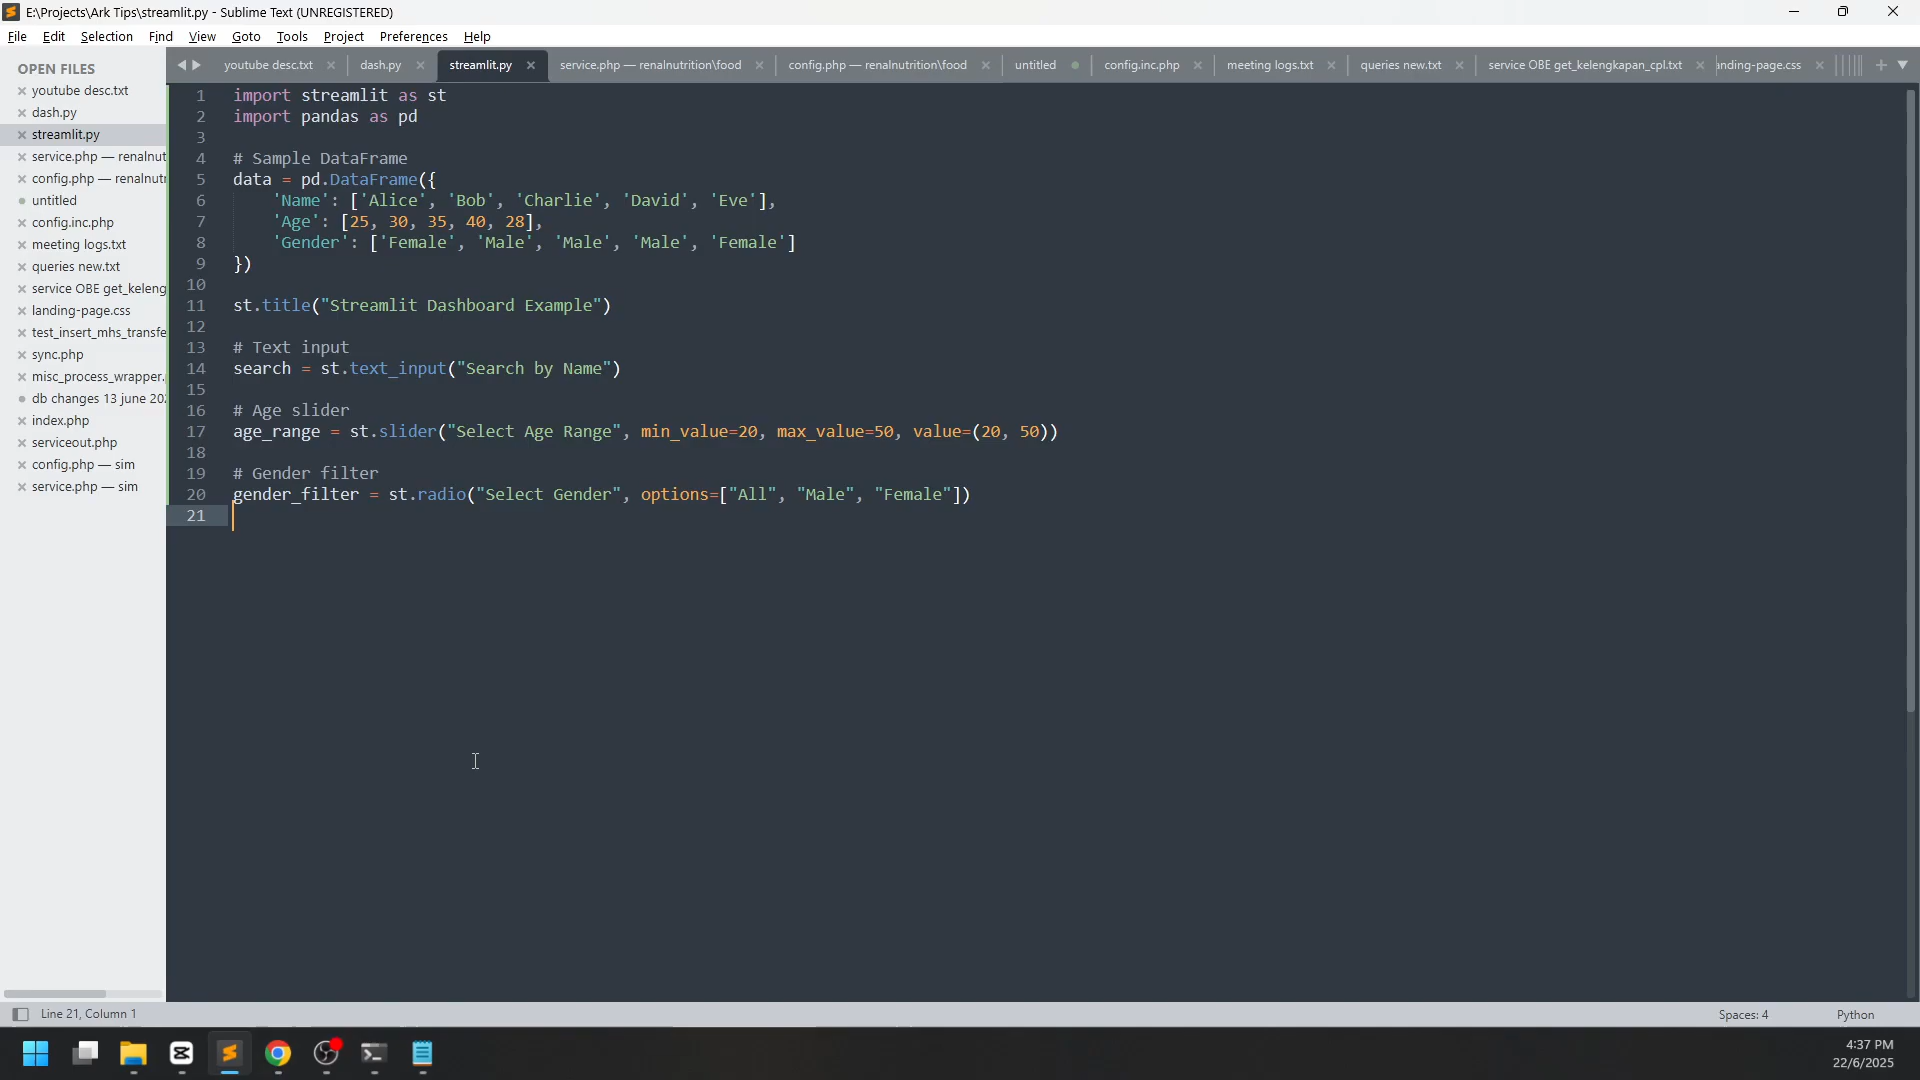 E:\Projects\Ark Tips\streamlit.py - Sublime Text (UNREGISTERED)
File Edit Selection Find View Goto Tools Project Preferences Help
OPEN FILES
youtube desc.txt
dash.py
streamlit.py
service.php — renalnut
config.php — renalnutr
untitled
config.inc.php
meeting logs.txt
queries new.txt
service OBE get_keleng
landing-page.css
test_insert_mhs_transfe
sync.php
misc_process_wrapper.
db changes 13 june 20
index.php
serviceout.php
config.php — sim
service.php — sim
youtube desc.txt dash.py streamlit.py service.php — renalnutrition\food config.php — renalnutrition\food untitled config.inc.php meeting logs.txt queries new.txt service OBE get_kelengkapan_cpl.txt nding-page.css
1 import streamlit as st
2 import pandas as pd
3
4 # Sample DataFrame
5 data = pd.DataFrame({
6 'Name': ['Alice', 'Bob', 'Charlie', 'David', 'Eve'],
7 'Age': [25, 30, 35, 40, 28],
8 'Gender': ['Female', 'Male', 'Male', 'Male', 'Female']
9 })
10
11 st.title("Streamlit Dashboard Example")
12
13 # Text input
14 search = st.text_input("Search by Name")
15
16 # Age slider
17 age_range = st.slider("Select Age Range", min_value=20, max_value=50, value=(20, 50))
18
19 # Gender filter
20 gender_filter = st.radio("Select Gender", options=["All", "Male", "Female"])
21
Line 21, Column 1
Spaces: 4
Python
4:37 PM
22/6/2025